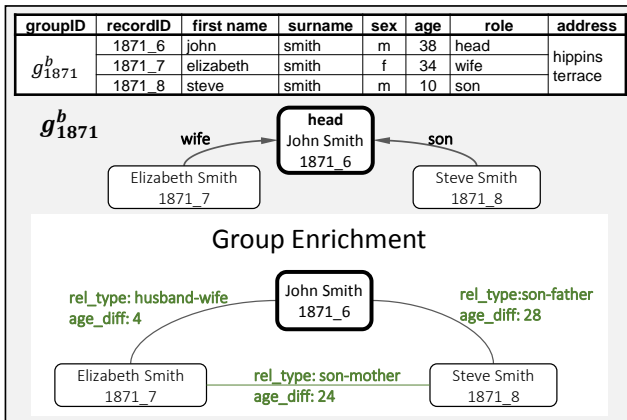 groupID recordID first name surname sex age role address
g^b_1871 1871_6 john smith m 38 head hippins terrace
1871_7 elizabeth smith f 34 wife
1871_8 steve smith m 10 son
g^b_1871
head
wife John Smith son
1871_6
Elizabeth Smith Steve Smith
1871_7 1871_8
Group Enrichment
rel_type: husband-wife John Smith rel_type:son-father
age_diff: 4 1871_6 age_diff: 28
Elizabeth Smith rel_type: son-mother Steve Smith
1871_7 age_diff: 24 1871_8